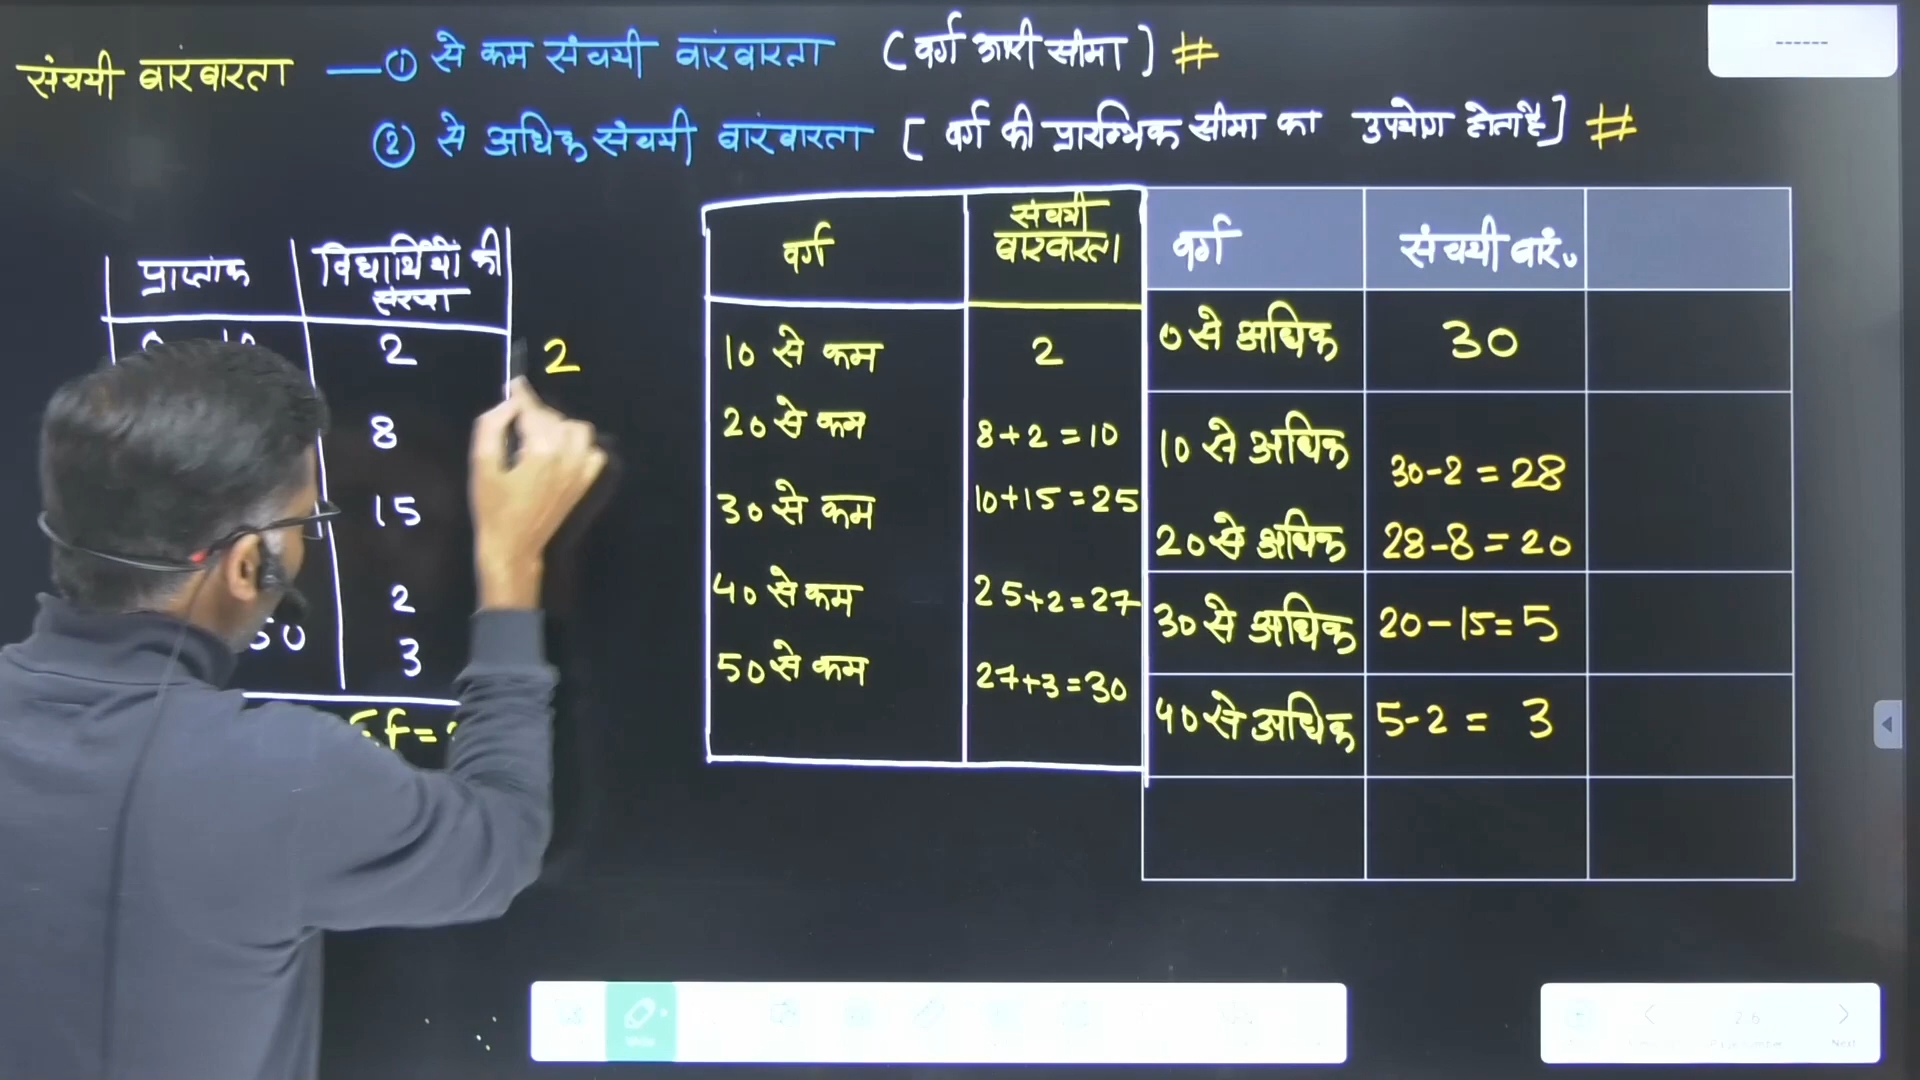 संचयी बारंबारता — ① से कम संचयी बारंबारता
② से अधिक संचयी बारंबारता [ वर्ग की प्रारम्भिक सीमा का उपयोग होता है ] #
प्राप्तांक विद्यार्थियों की संख्या
2 2
8
15
2
50 3
वर्ग संचयी बारंबारता
10 से कम 2
20 से कम 8+2=10
30 से कम 10+15=25
40 से कम 25+2=27
50 से कम 27+3=30
वर्ग संचयी बारं०
0 से अधिक 30
10 से अधिक 30-2=28
20 से अधिक 28-8=20
30 से अधिक 20-15=5
40 से अधिक 5-2= 3
------
26
Next